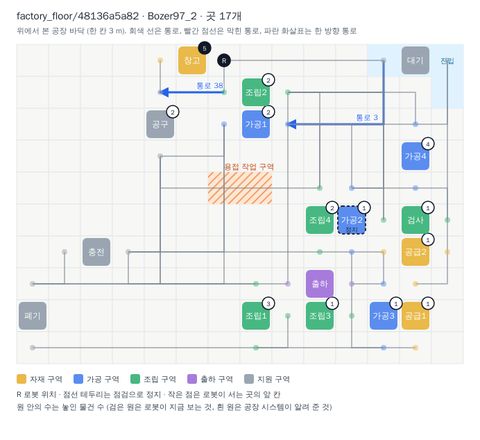 factory_floor/48136a5a82 · Bozer97_2 · 곳 17개
위에서 본 공장 바닥 (한 칸 3 m). 회색 선은 통로, 빨간 점선은 막힌 통로, 파란 화살표는 한 방향 통로
창고 5 R 대기 진입
통로 38 조립2 2
공구 2 가공1 2 통로 3
가공4 4
용접 작업 구역
조립4 2 가공2 1 정지 검사 1
충전 공급2 1
출하
폐기 조립1 3 조립3 1 가공3 1 공급1 1
자재 구역 가공 구역 조립 구역 출하 구역 지원 구역
R 로봇 위치 · 점선 테두리는 점검으로 정지 · 작은 점은 로봇이 서는 곳의 앞 칸
원 안의 수는 놓인 물건 수 (검은 원은 로봇이 지금 보는 것, 흰 원은 공장 시스템이 알려 준 것)